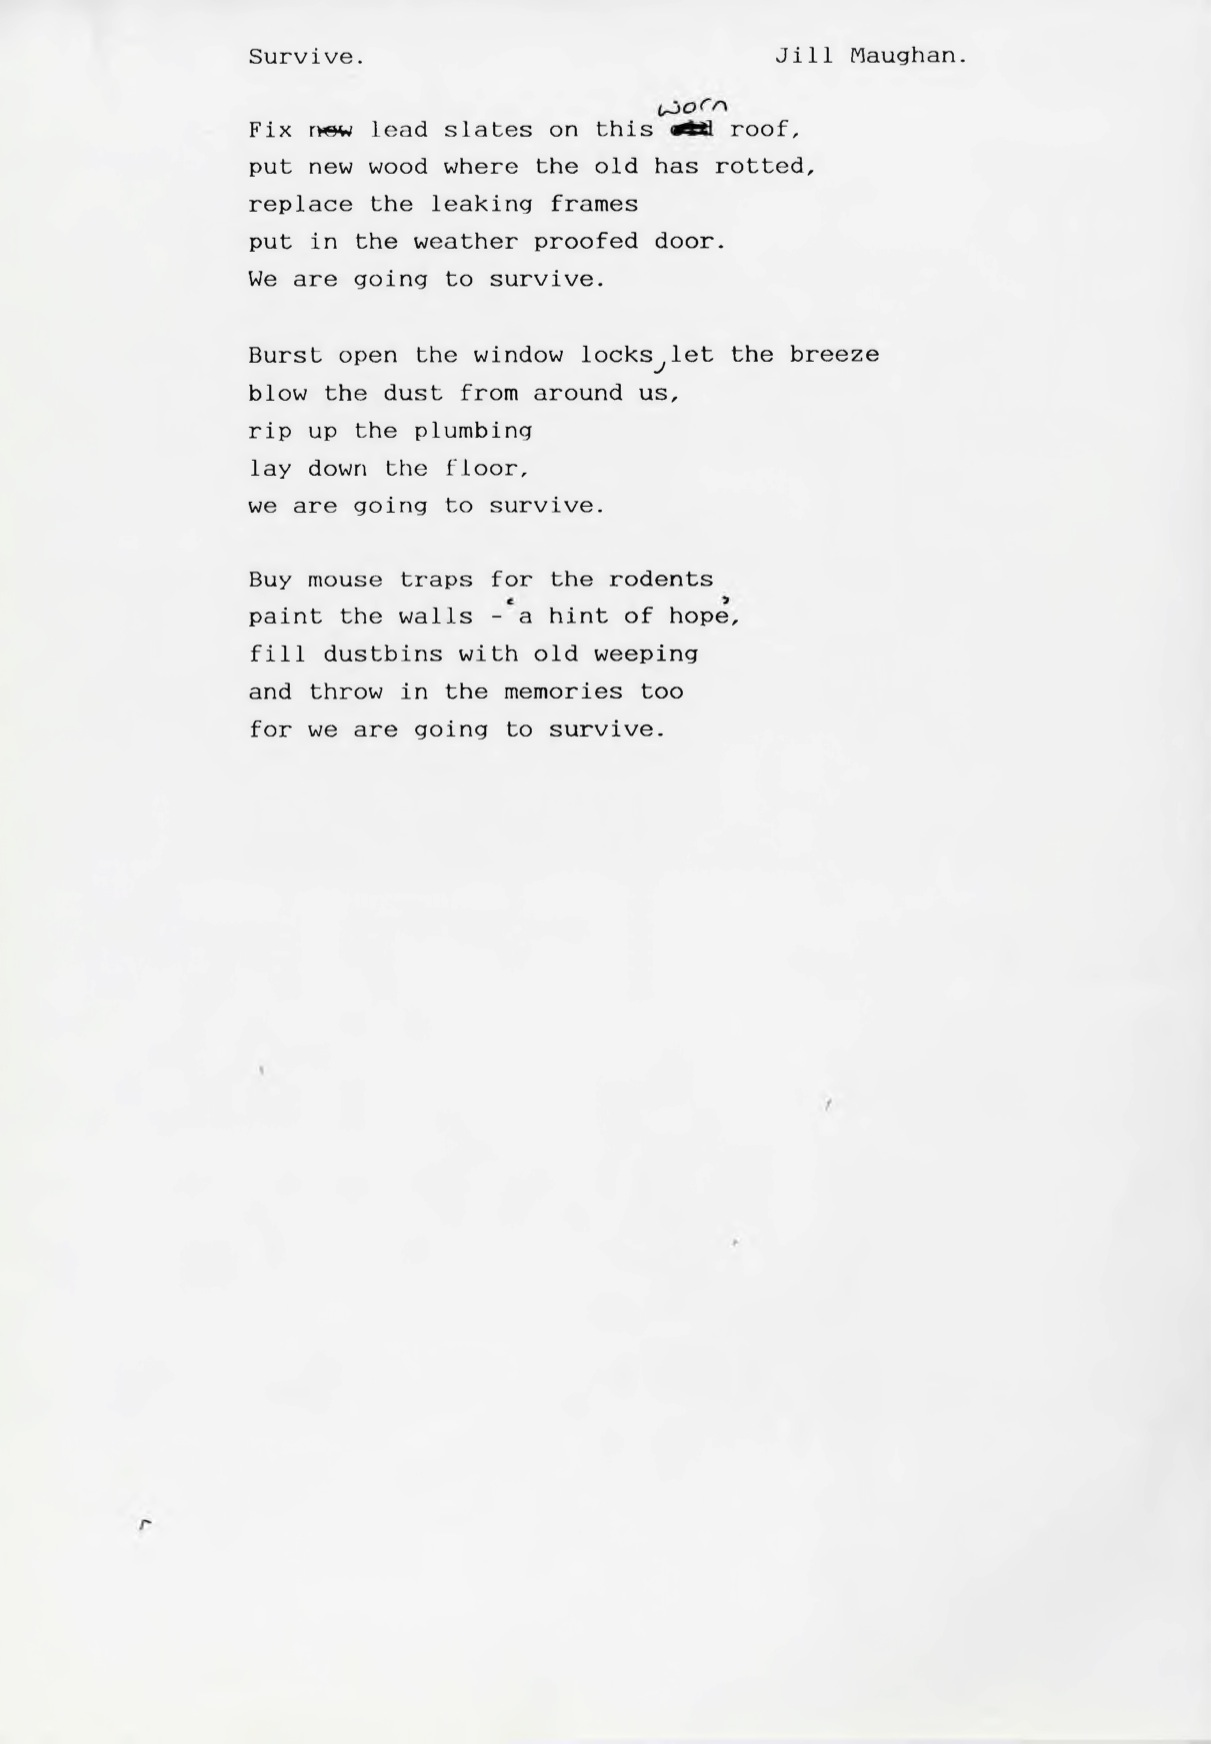 Survive. Jill Maughan.
Fix new lead slates on this worn roof,
put new wood where the old has rotted,
replace the leaking frames
put in the weather proofed door.
We are going to survive.
Burst open the window locks, let the breeze
blow the dust from around us,
rip up the plumbing
lay down the floor,
we are going to survive.
Buy mouse traps for the rodents
paint the walls - 'a hint of hope',
fill dustbins with old weeping
and throw in the memories too
for we are going to survive.